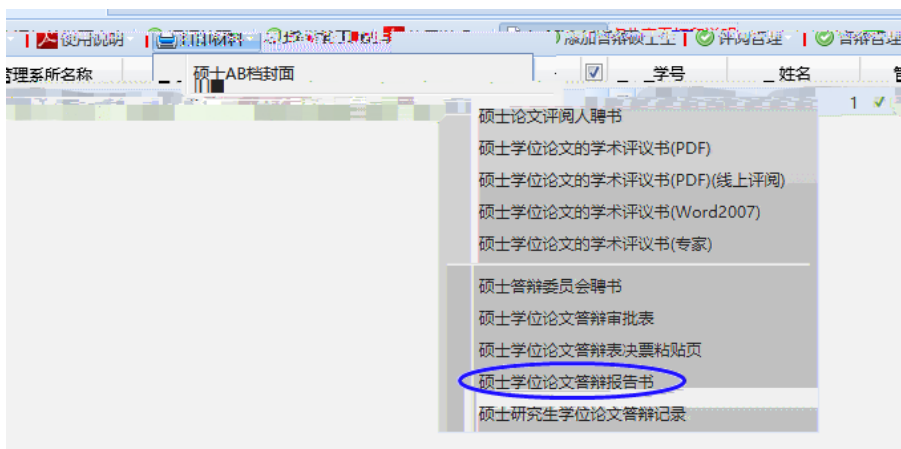 使用说明 打印材料 添加答辩硕士生 评阅管理 答辩管理
管理系所名称 学号 姓名
硕士AB档封面
1
硕士论文评阅人聘书
硕士学位论文的学术评议书(PDF)
硕士学位论文的学术评议书(PDF)(线上评阅)
硕士学位论文的学术评议书(Word2007)
硕士学位论文的学术评议书(专家)
硕士答辩委员会聘书
硕士学位论文答辩审批表
硕士学位论文答辩表决票粘贴页
硕士学位论文答辩报告书
硕士研究生学位论文答辩记录